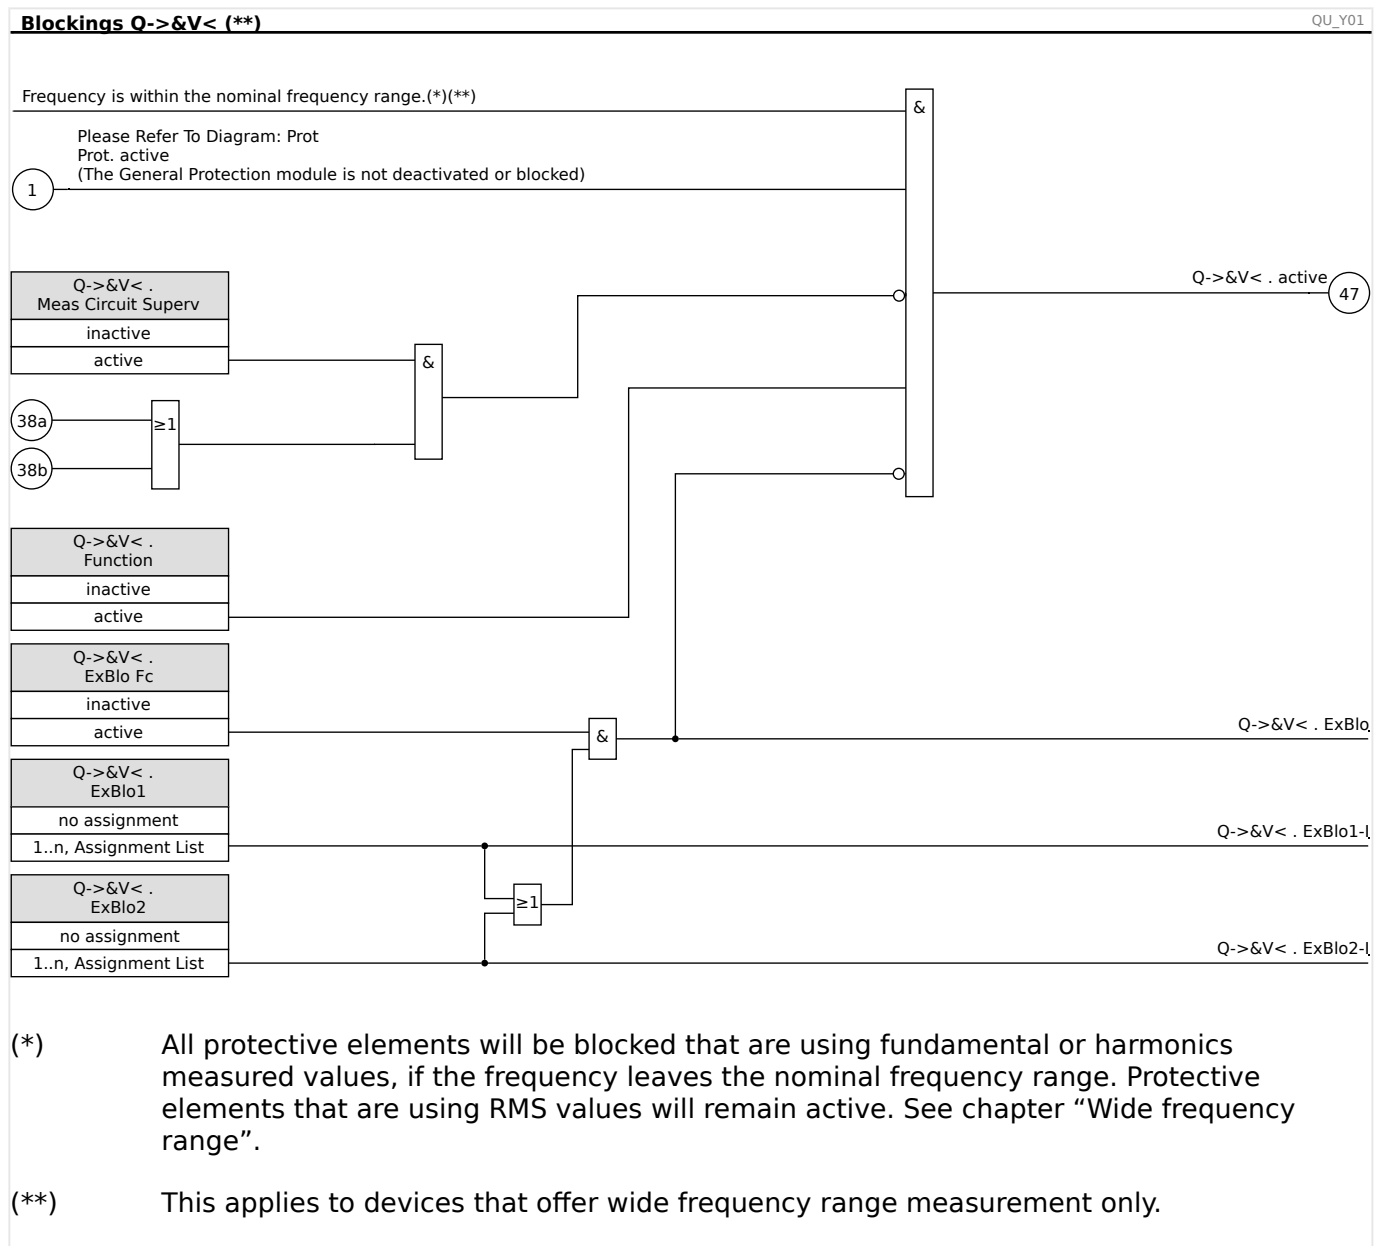 Blockings Q->&V< (**)
QU_Y01
Frequency is within the nominal frequency range.(*)(**)
&
Please Refer To Diagram: Prot
Prot. active
(The General Protection module is not deactivated or blocked)
1
Q->&V< . active
47
Q->&V< .
Meas Circuit Superv
inactive
active
&
38a
≥1
38b
Q->&V< .
Function
inactive
active
Q->&V< .
ExBlo Fc
inactive
active
&
Q->&V< . ExBlo
Q->&V< .
ExBlo1
no assignment
1..n, Assignment List
Q->&V< . ExBlo1-I
Q->&V< .
ExBlo2
≥1
no assignment
1..n, Assignment List
Q->&V< . ExBlo2-I
(*) All protective elements will be blocked that are using fundamental or harmonics
measured values, if the frequency leaves the nominal frequency range. Protective
elements that are using RMS values will remain active. See chapter “Wide frequency
range”.
(**) This applies to devices that offer wide frequency range measurement only.